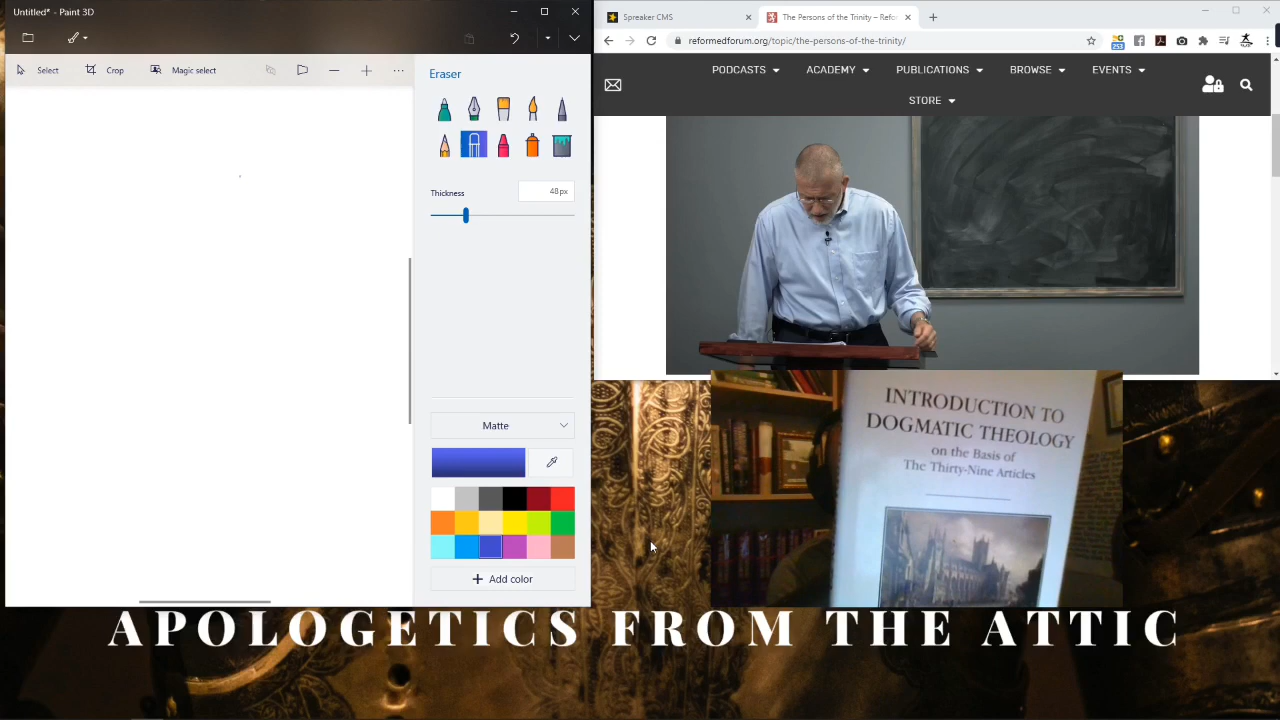 Untitled* - Paint 3D
Select
Crop
Magic select
Eraser
Thickness
48px
Matte
Add color
Spreaker CMS
The Persons of the Trinity – Refo
reformedforum.org/topic/the-persons-of-the-trinity/
253
PODCASTS
ACADEMY
PUBLICATIONS
BROWSE
EVENTS
STORE
INTRODUCTION TO
DOGMATIC THEOLOGY
on the Basis of
The Thirty-Nine Articles
APOLOGETICS FROM THE ATTIC